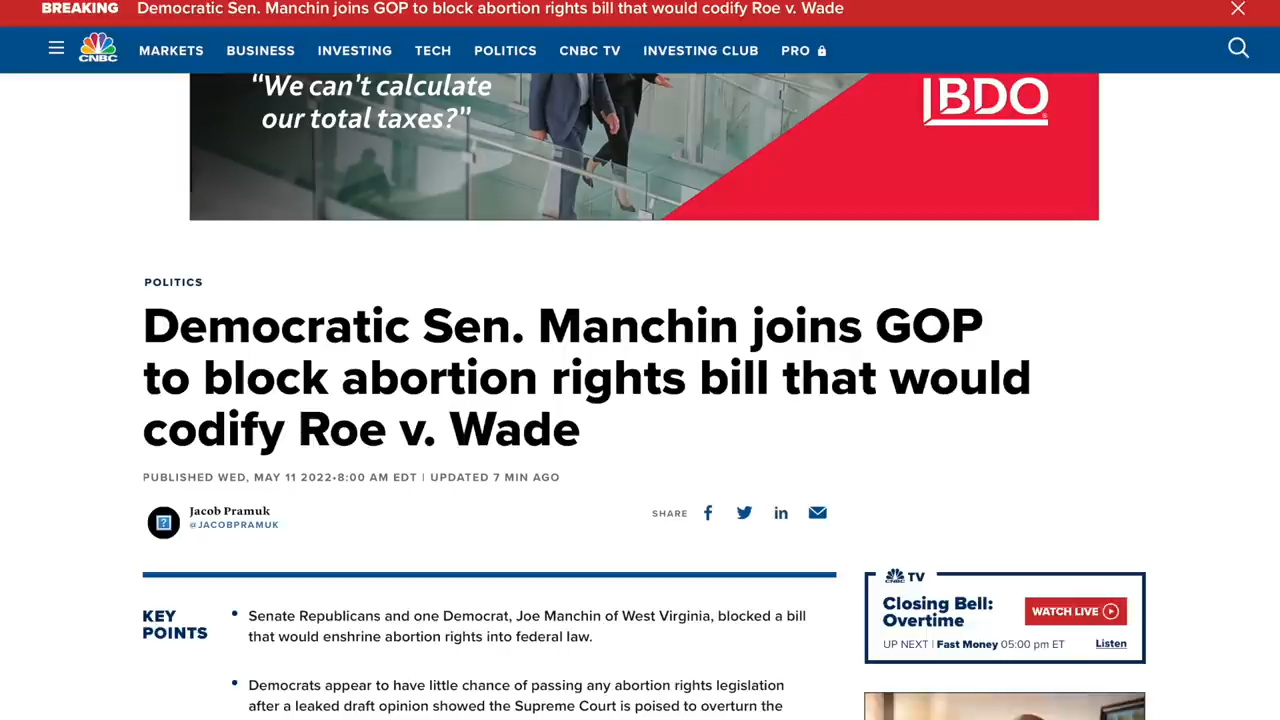 BREAKING Democratic Sen. Manchin joins GOP to block abortion rights bill that would codify Roe v. Wade
CNBC MARKETS BUSINESS INVESTING TECH POLITICS CNBC TV INVESTING CLUB PRO
"We can't calculate
our total taxes?"
BDO
POLITICS
Democratic Sen. Manchin joins GOP
to block abortion rights bill that would
codify Roe v. Wade
PUBLISHED WED, MAY 11 2022•8:00 AM EDT | UPDATED 7 MIN AGO
Jacob Pramuk
@JACOBPRAMUK
SHARE
KEY
POINTS
• Senate Republicans and one Democrat, Joe Manchin of West Virginia, blocked a bill
that would enshrine abortion rights into federal law.
• Democrats appear to have little chance of passing any abortion rights legislation
after a leaked draft opinion showed the Supreme Court is poised to overturn the
CNBC TV
Closing Bell:
Overtime
WATCH LIVE
UP NEXT | Fast Money 05:00 pm ET
Listen